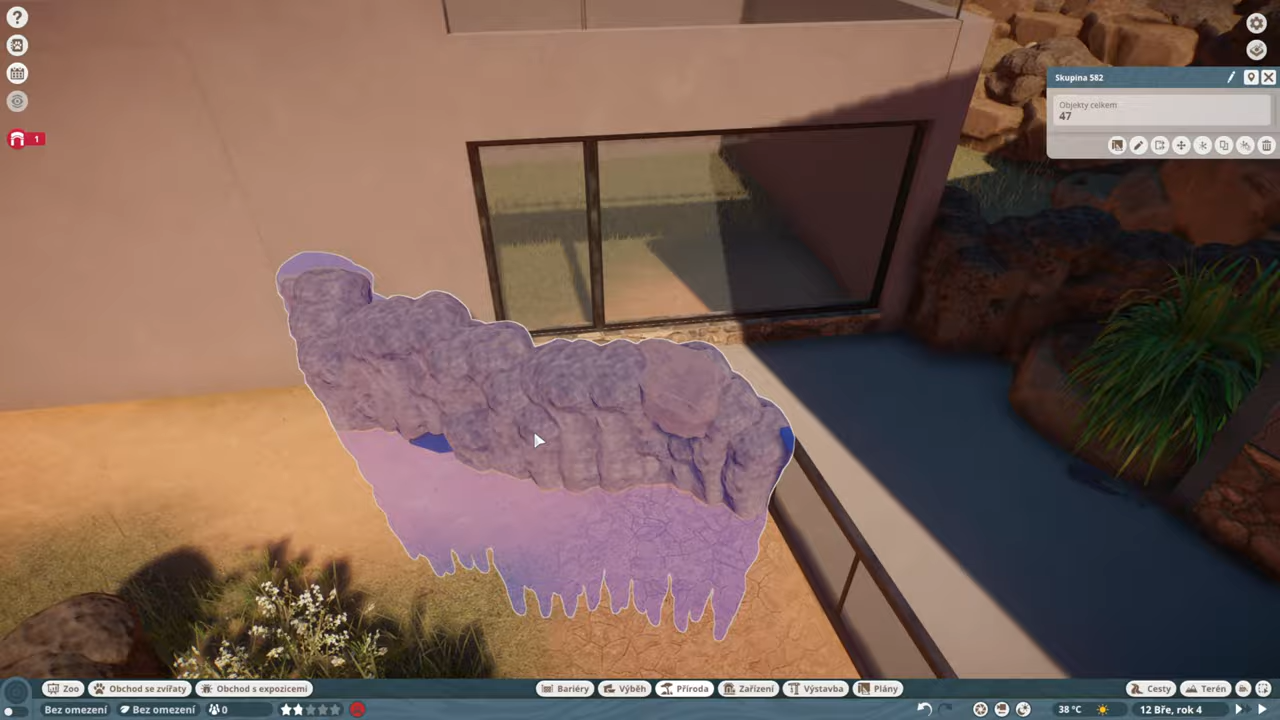 ?
1
Skupina 582
Objekty celkem
47
Zoo
Obchod se zvířaty
Obchod s expozicemi
Bariéry
Výběh
Příroda
Zařízení
Výstavba
Plány
Cesty
Terén
Bez omezení
Bez omezení
0
38 °C
12 Bře, rok 4